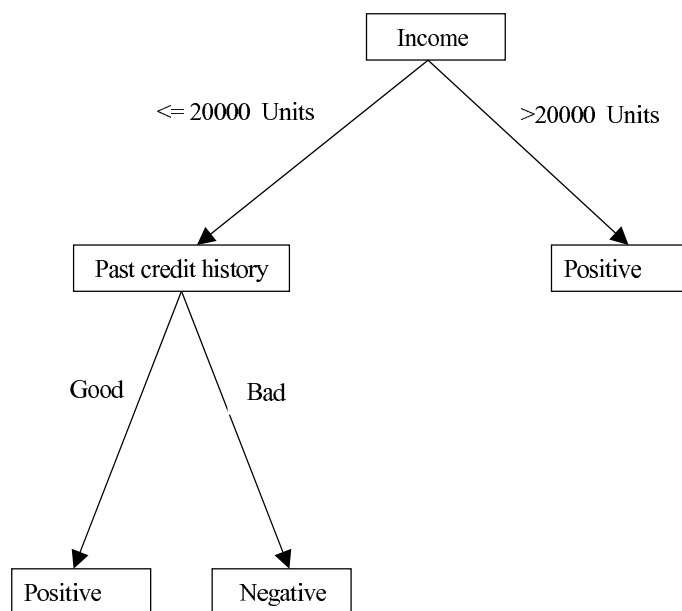 Income
<= 20000 Units
>20000 Units
Past credit history
Positive
Good
Bad
Positive
Negative